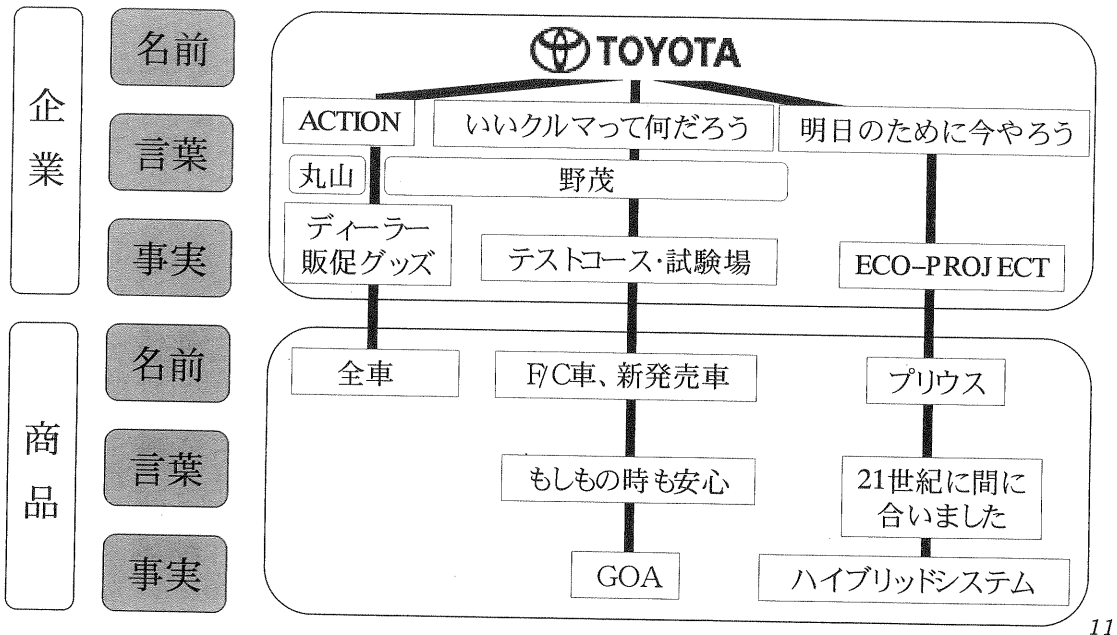 企業
名前
TOYOTA
言葉
ACTION
いいクルマって何だろう
明日のために今やろう
丸山
野茂
事実
ディーラー
販促グッズ
テストコース・試験場
ECO-PROJECT
商品
名前
全車
F/C車、新発売車
プリウス
言葉
もしもの時も安心
21世紀に間に
合いました
事実
GOA
ハイブリッドシステム
11